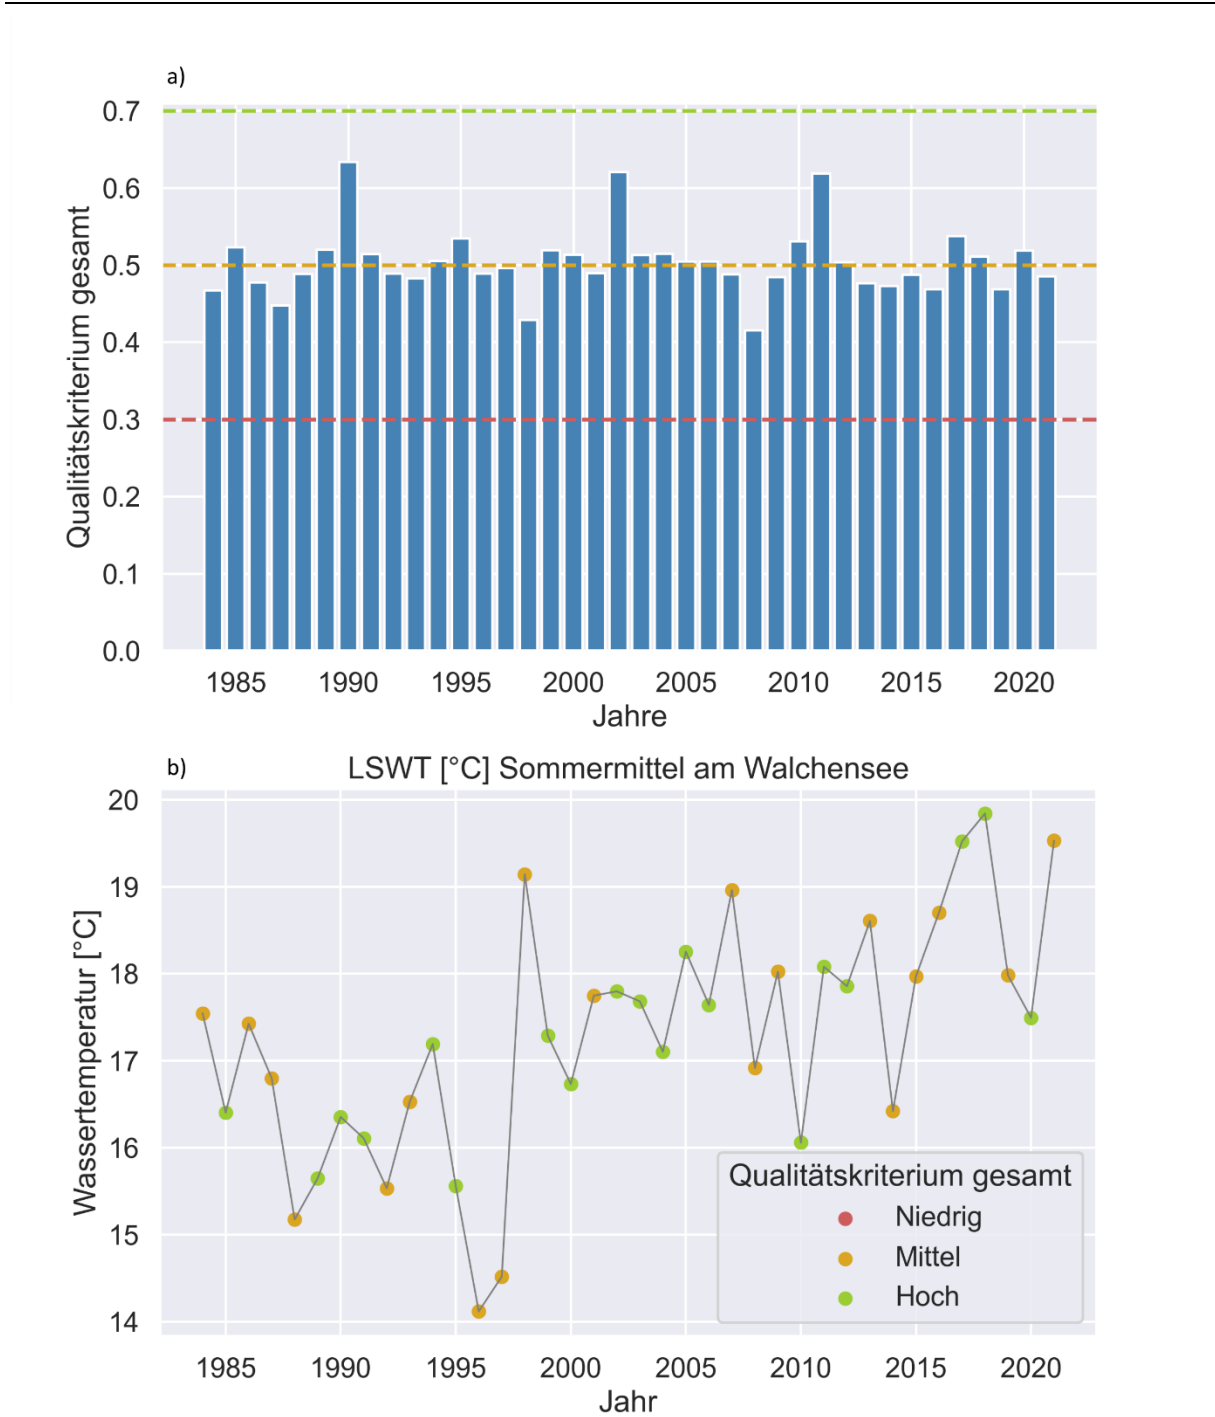 a)
0.7
0.6
0.5
0.4
0.3
0.2
0.1
0.0
Qualitätskriterium gesamt
1985 1990 1995 2000 2005 2010 2015 2020
Jahre
b) LSWT [°C] Sommermittel am Walchensee
20
19
18
17
16
15
14
Wassertemperatur [°C]
Qualitätskriterium gesamt
Niedrig
Mittel
Hoch
1985 1990 1995 2000 2005 2010 2015 2020
Jahr